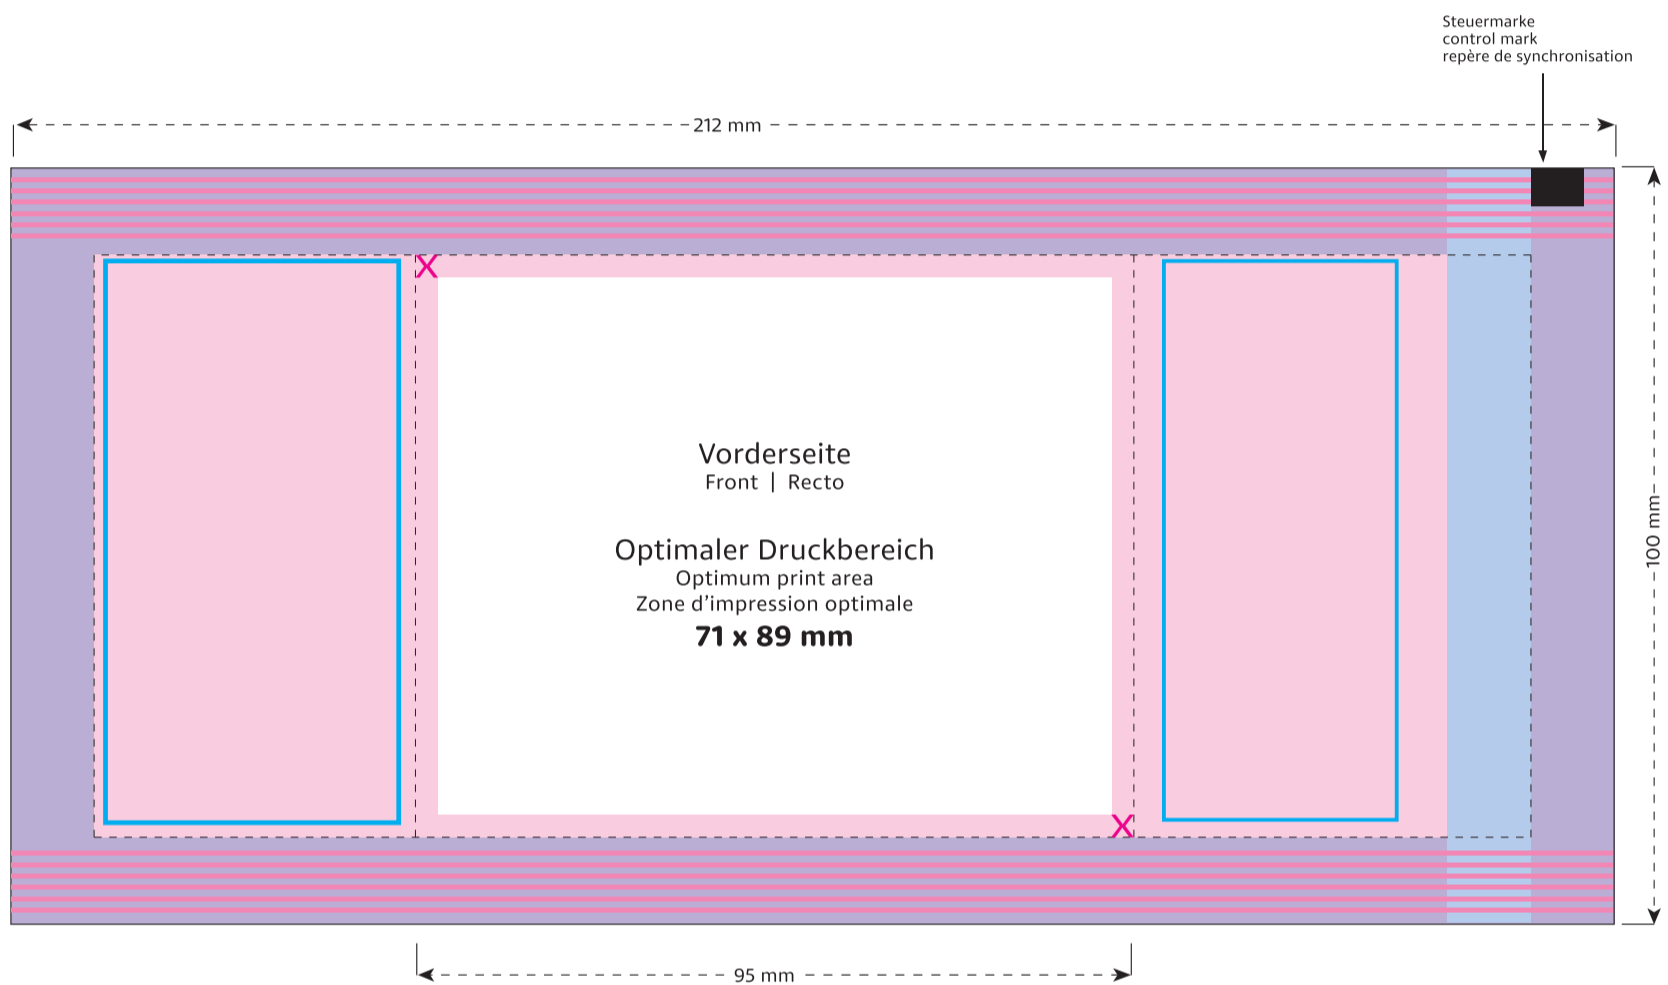 Steuermarke
control mark
repère de synchronisation
212 mm
X
Vorderseite
Front | Recto
Optimaler Druckbereich
Optimum print area
Zone d’impression optimale
71 x 89 mm
100 mm
X
95 mm